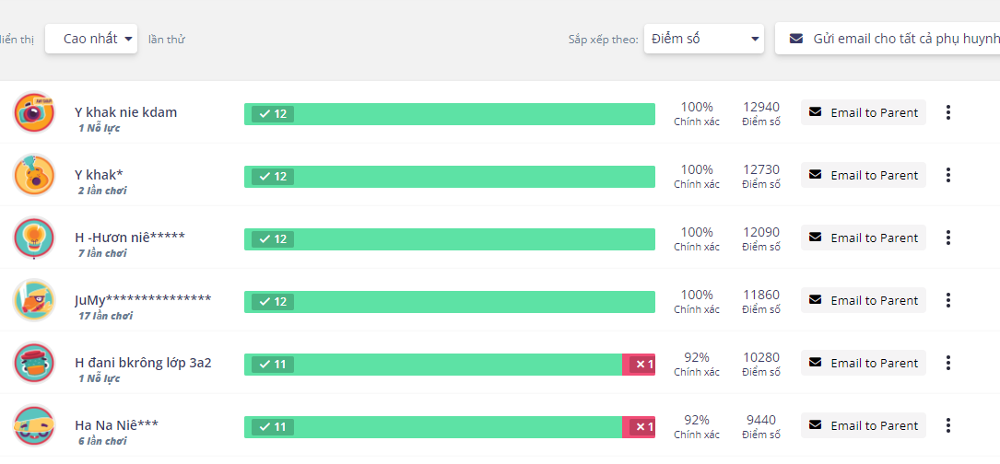 liển thị Cao nhất lần thử Sắp xếp theo: Điểm số Gửi email cho tất cả phụ huynh
Y khak nie kdam
1 Nỗ lực
12
100%
Chính xác
12940
Điểm số
Email to Parent
Y khak*
2 lần chơi
12
100%
Chính xác
12730
Điểm số
Email to Parent
H -Hươn niê*****
7 lần chơi
12
100%
Chính xác
12090
Điểm số
Email to Parent
JuMy***************
17 lần chơi
12
100%
Chính xác
11860
Điểm số
Email to Parent
H đani bkrông lớp 3a2
1 Nỗ lực
11
1
92%
Chính xác
10280
Điểm số
Email to Parent
Ha Na Niê***
6 lần chơi
11
1
92%
Chính xác
9440
Điểm số
Email to Parent